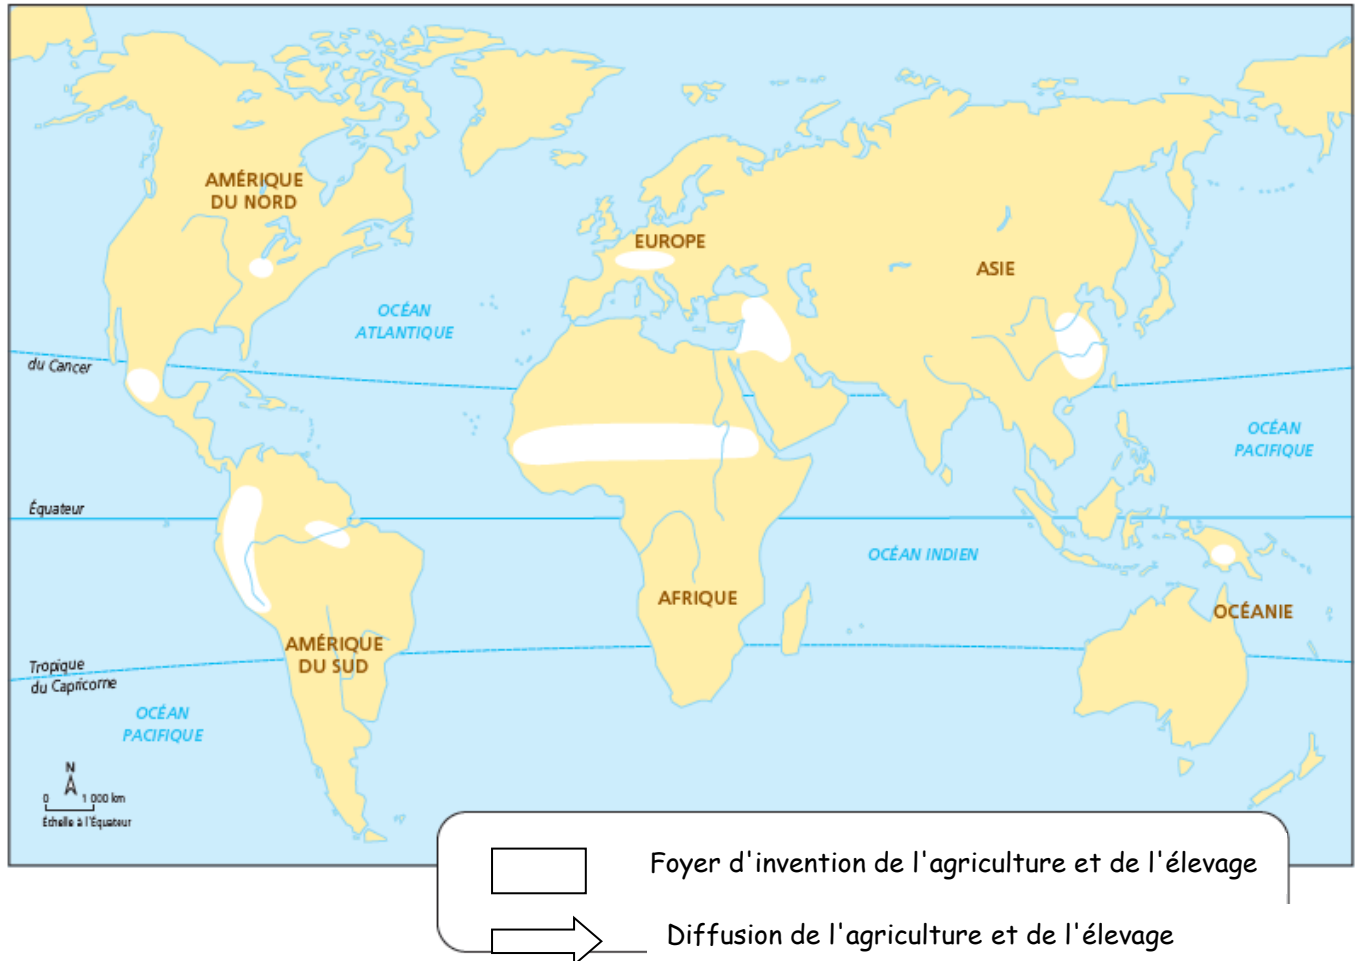 AMÉRIQUE
DU NORD
EUROPE
ASIE
OCÉAN
ATLANTIQUE
du Cancer
OCÉAN
PACIFIQUE
Équateur
OCÉAN INDIEN
AFRIQUE
OCÉANIE
AMÉRIQUE
DU SUD
Tropique
du Capricorne
OCÉAN
PACIFIQUE
N
0 1 000 km
Échelle à l'Équateur
Foyer d'invention de l'agriculture et de l'élevage
Diffusion de l'agriculture et de l'élevage